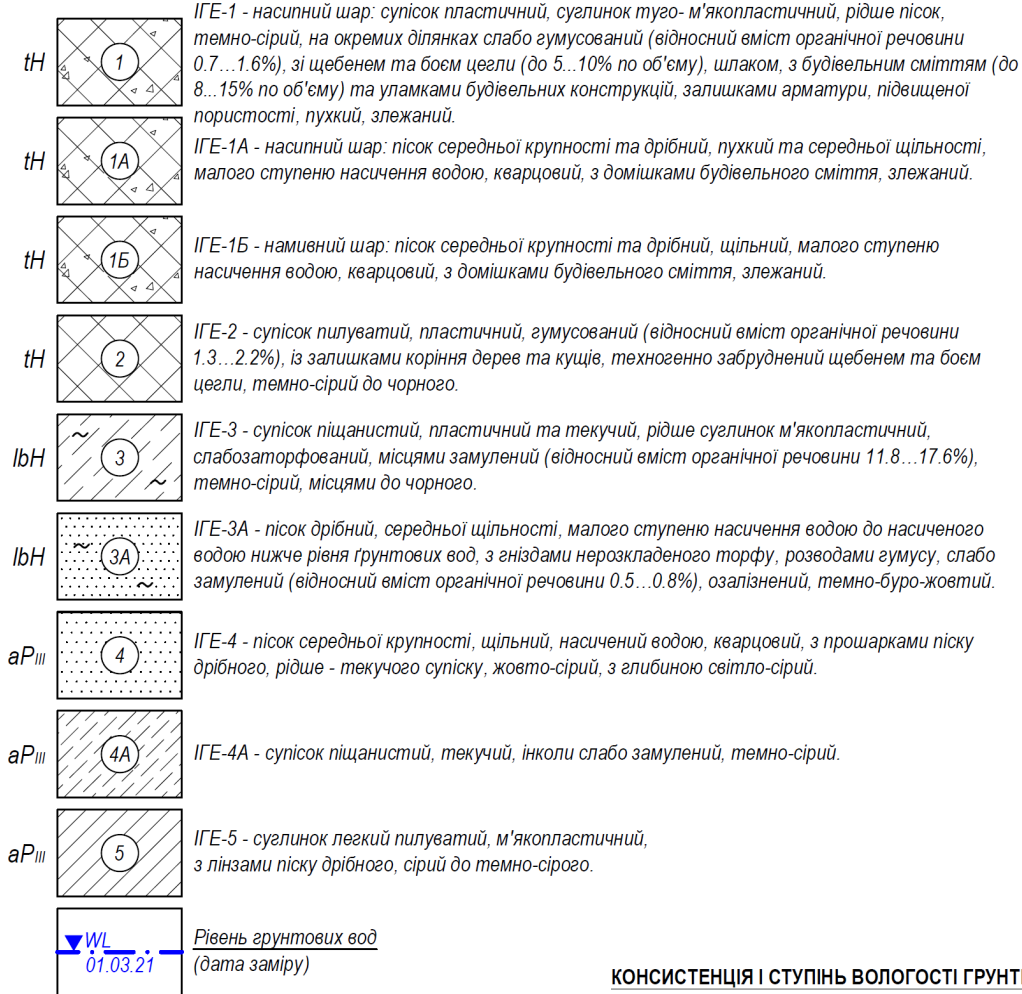 ІГЕ-1 - насипний шар: супісок пластичний, суглинок туго- м'якопластичний, рідше пісок,
темно-сірий, на окремих ділянках слабо гумусований (відносний вміст органічної речовини
tH 1 0.7...1.6%), зі щебенем та боєм цегли (до 5...10% по об'єму), шлаком, з будівельним сміттям (до
8...15% по об'єму) та уламками будівельних конструкцій, залишками арматури, підвищеної
пористості, пухкий, злежаний.
tH 1А ІГЕ-1А - насипний шар: пісок середньої крупності та дрібний, пухкий та середньої щільності,
малого ступеню насичення водою, кварцовий, з домішками будівельного сміття, злежаний.
tH 1Б ІГЕ-1Б - намивний шар: пісок середньої крупності та дрібний, щільний, малого ступеню
насичення водою, кварцовий, з домішками будівельного сміття, злежаний.
ІГЕ-2 - супісок пилуватий, пластичний, гумусований (відносний вміст органічної речовини
tH 2 1.3...2.2%), із залишками коріння дерев та кущів, техногенно забруднений щебенем та боєм
цегли, темно-сірий до чорного.
ІГЕ-3 - супісок піщанистий, пластичний та текучий, рідше суглинок м'якопластичний,
lbH 3 слабозаторфований, місцями замулений (відносний вміст органічної речовини 11.8...17.6%),
темно-сірий, місцями до чорного.
ІГЕ-3А - пісок дрібний, середньої щільності, малого ступеню насичення водою до насиченого
lbH 3А водою нижче рівня ґрунтових вод, з гніздами нерозкладеного торфу, розводами гумусу, слабо
замулений (відносний вміст органічної речовини 0.5...0.8%), озалізнений, темно-буро-жовтий.
aPIII 4 ІГЕ-4 - пісок середньої крупності, щільний, насичений водою, кварцовий, з прошарками піску
дрібного, рідше - текучого супіску, жовто-сірий, з глибиною світло-сірий.
aPIII 4А ІГЕ-4А - супісок піщанистий, текучий, інколи слабо замулений, темно-сірий.
aPIII 5 ІГЕ-5 - суглинок легкий пилуватий, м'якопластичний,
з лінзами піску дрібного, сірий до темно-сірого.
WL Рівень грунтових вод
01.03.21 (дата заміру)
КОНСИСТЕНЦІЯ І СТУПІНЬ ВОЛОГОСТІ ГРУНТІ